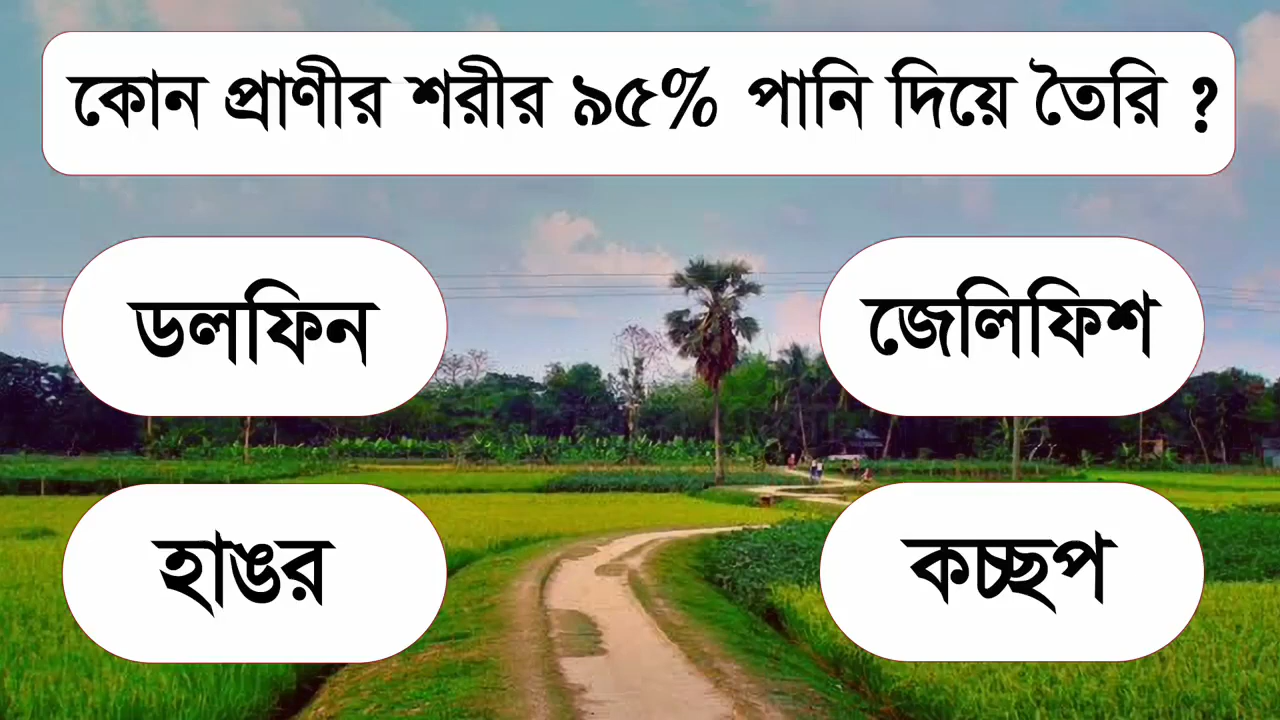 কোন প্রাণীর শরীর ৯৫% পানি দিয়ে তৈরি ?
ডলফিন
জেলিফিশ
হাঙর
কচ্ছপ